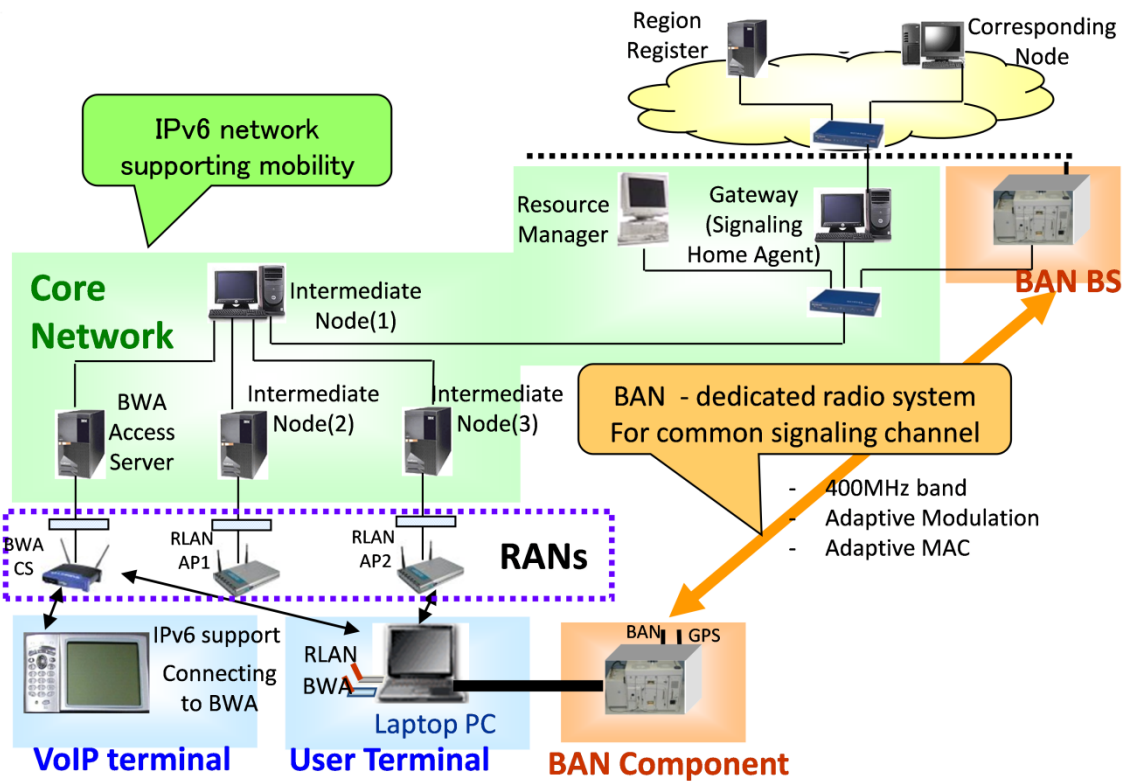 Region
Register
Corresponding
Node
IPv6 network
supporting mobility
Resource
Manager
Gateway
(Signaling
Home Agent)
BAN BS
Core
Network
Intermediate
Node(1)
BWA
Access
Server
Intermediate
Node(2)
Intermediate
Node(3)
BAN - dedicated radio system
For common signaling channel
- 400MHz band
- Adaptive Modulation
- Adaptive MAC
BWA
CS
RLAN
AP1
RLAN
AP2
RANs
IPv6 support
Connecting
to BWA
VoIP terminal
RLAN
BWA
Laptop PC
User Terminal
BAN
GPS
BAN Component